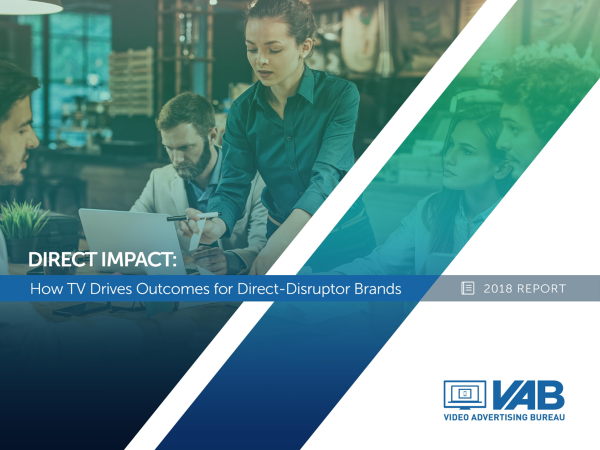 DIRECT IMPACT:
How TV Drives Outcomes for Direct-Disruptor Brands
2018 REPORT
VAB
VIDEO ADVERTISING BUREAU